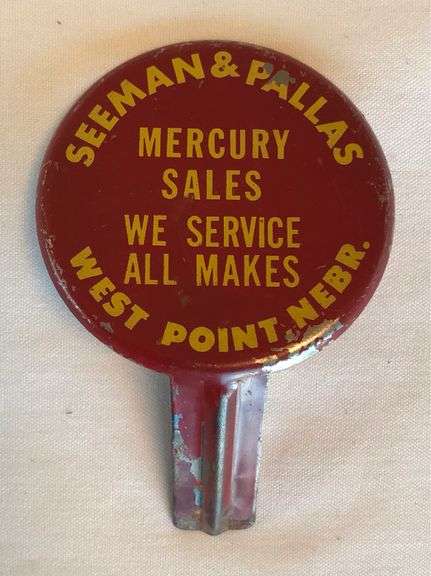 SEEMAN & PALLAS
MERCURY
SALES
WE SERVICE
ALL MAKES
WEST POINT, NEBR.